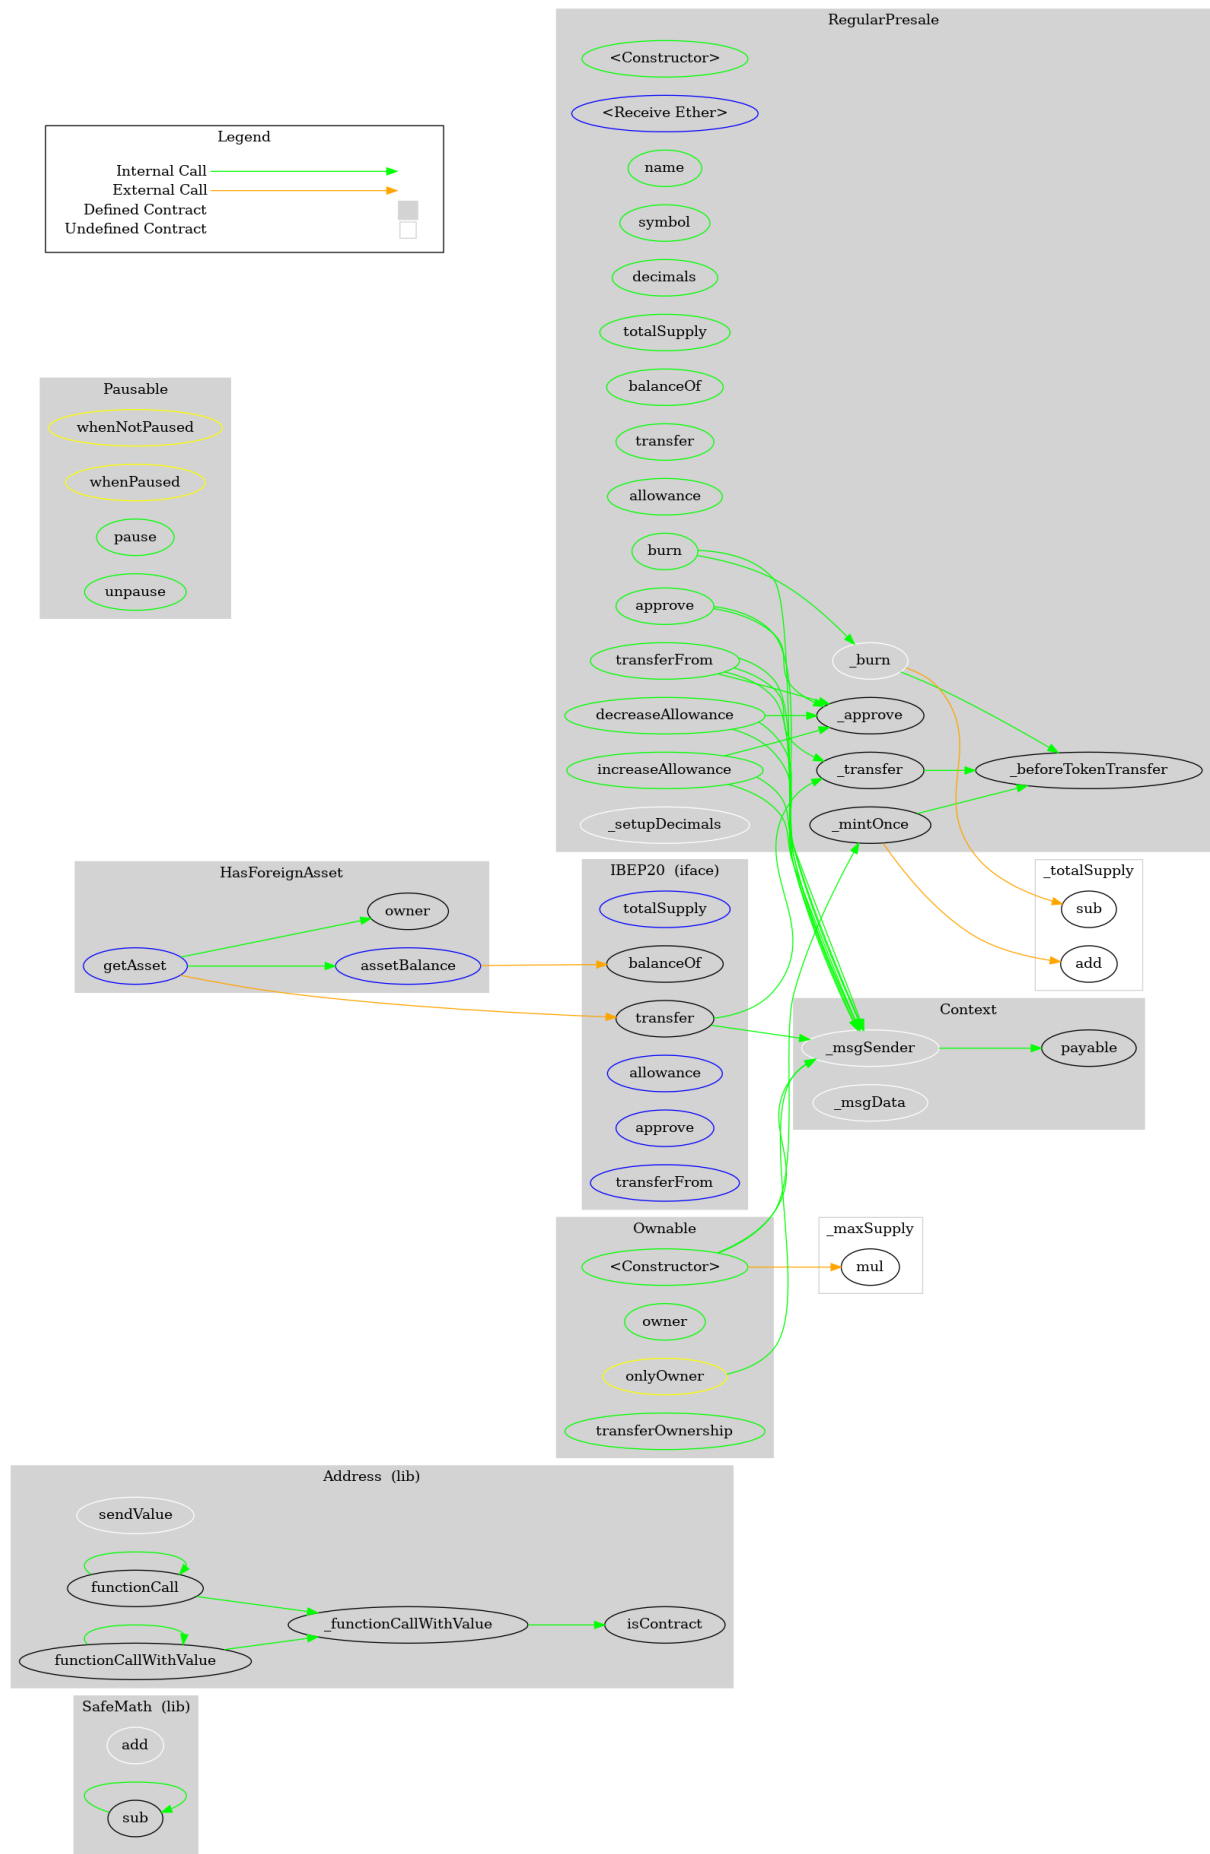 RegularPresale
<Constructor>
<Receive Ether>
name
symbol
decimals
totalSupply
balanceOf
transfer
allowance
burn
approve
transferFrom
_burn
decreaseAllowance
_approve
increaseAllowance
_transfer
_beforeTokenTransfer
_setupDecimals
_mintOnce
Legend
Internal Call
External Call
Defined Contract
Undefined Contract
Pausable
whenNotPaused
whenPaused
pause
unpause
HasForeignAsset
owner
getAsset
assetBalance
IBEP20  (iface)
totalSupply
balanceOf
transfer
allowance
approve
transferFrom
_totalSupply
sub
add
Context
_msgSender
payable
_msgData
Ownable
<Constructor>
owner
onlyOwner
transferOwnership
_maxSupply
mul
Address  (lib)
sendValue
functionCall
_functionCallWithValue
isContract
functionCallWithValue
SafeMath  (lib)
add
sub